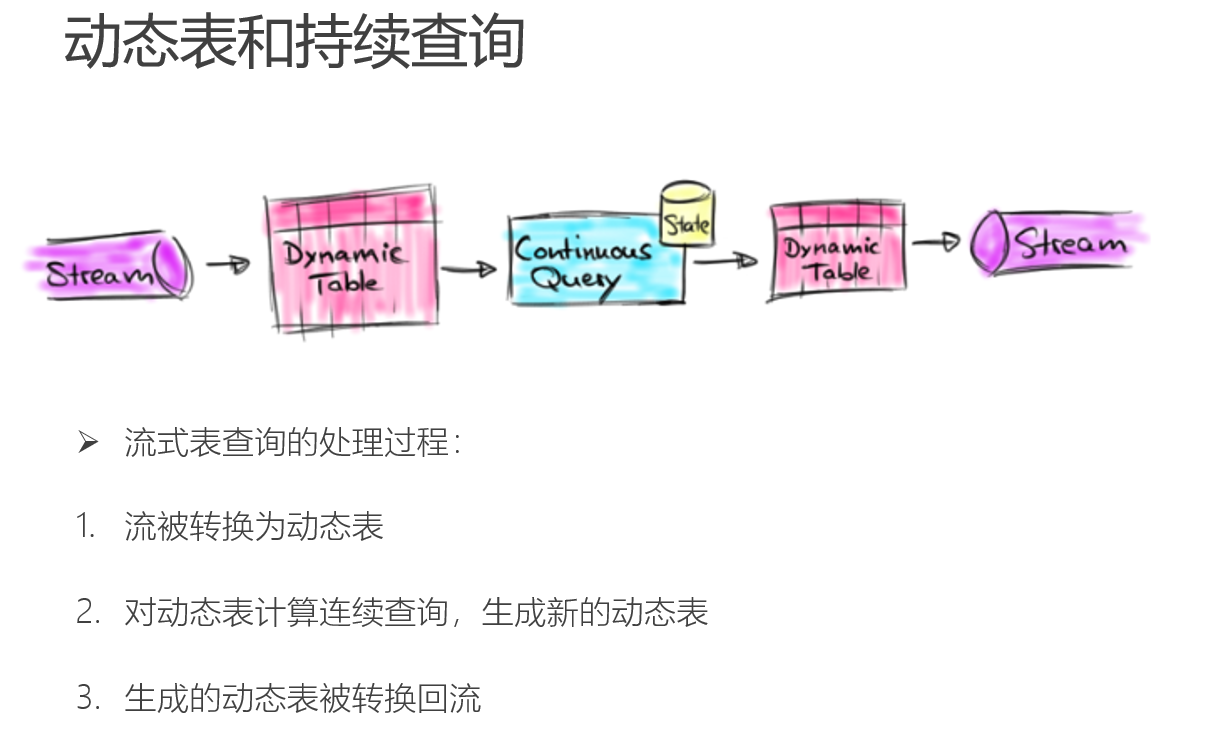 动态表和持续查询
Stream
Dynamic
Table
Continuous
Query
State
Dynamic
Table
Stream
➢ 流式表查询的处理过程：
1. 流被转换为动态表
2. 对动态表计算连续查询，生成新的动态表
3. 生成的动态表被转换回流